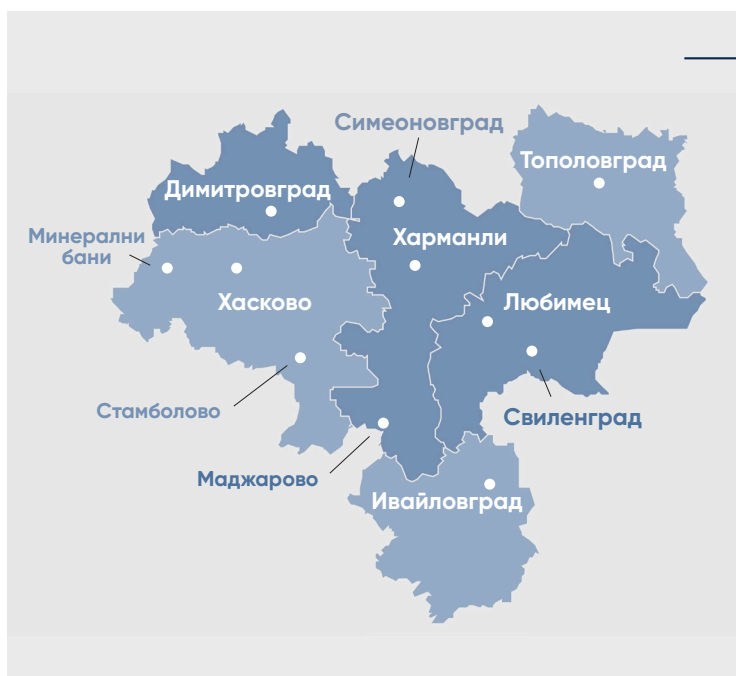 Симеоновград
Тополовград
Димитровград
Минерални
бани
Харманли
Хасково
Любимец
Стамболово
Свиленград
Маджарово
Ивайловград